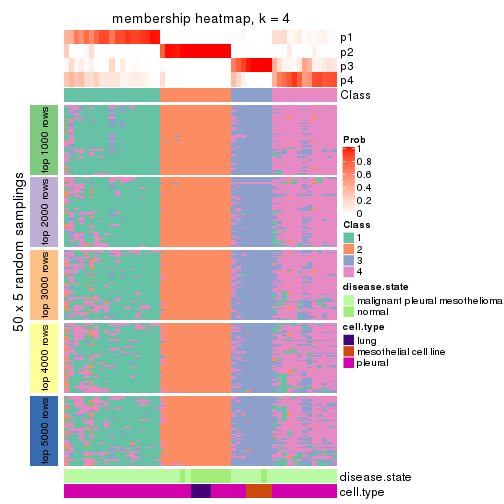 membership heatmap, k = 4
p1
p2
p3
p4
Class
50 x 5 random samplings
top 1000 rows
top 2000 rows
top 3000 rows
top 4000 rows
top 5000 rows
disease.state
cell.type
Prob
1
0.8
0.6
0.4
0.2
0
Class
1
2
3
4
disease.state
malignant pleural mesothelioma
normal
cell.type
lung
mesothelial cell line
pleural